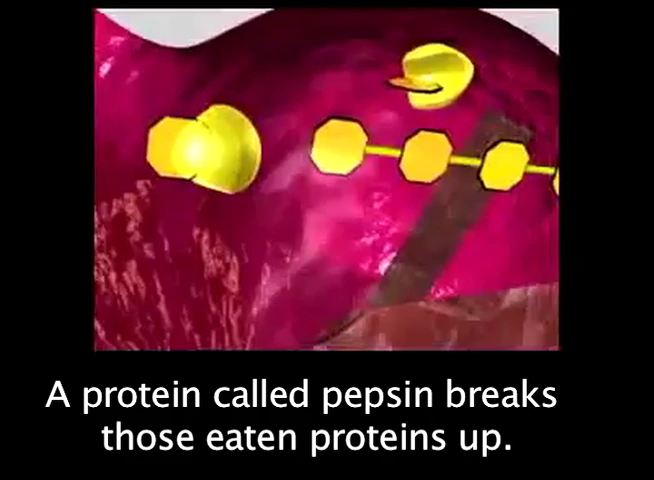 A protein called pepsin breaks
those eaten proteins up.